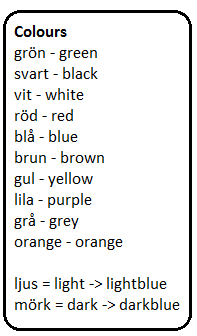 Colours
grön - green
svart - black
vit - white
röd - red
blå - blue
brun - brown
gul - yellow
lila - purple
grå - grey
orange - orange
ljus = light -> lightblue
mörk = dark -> darkblue